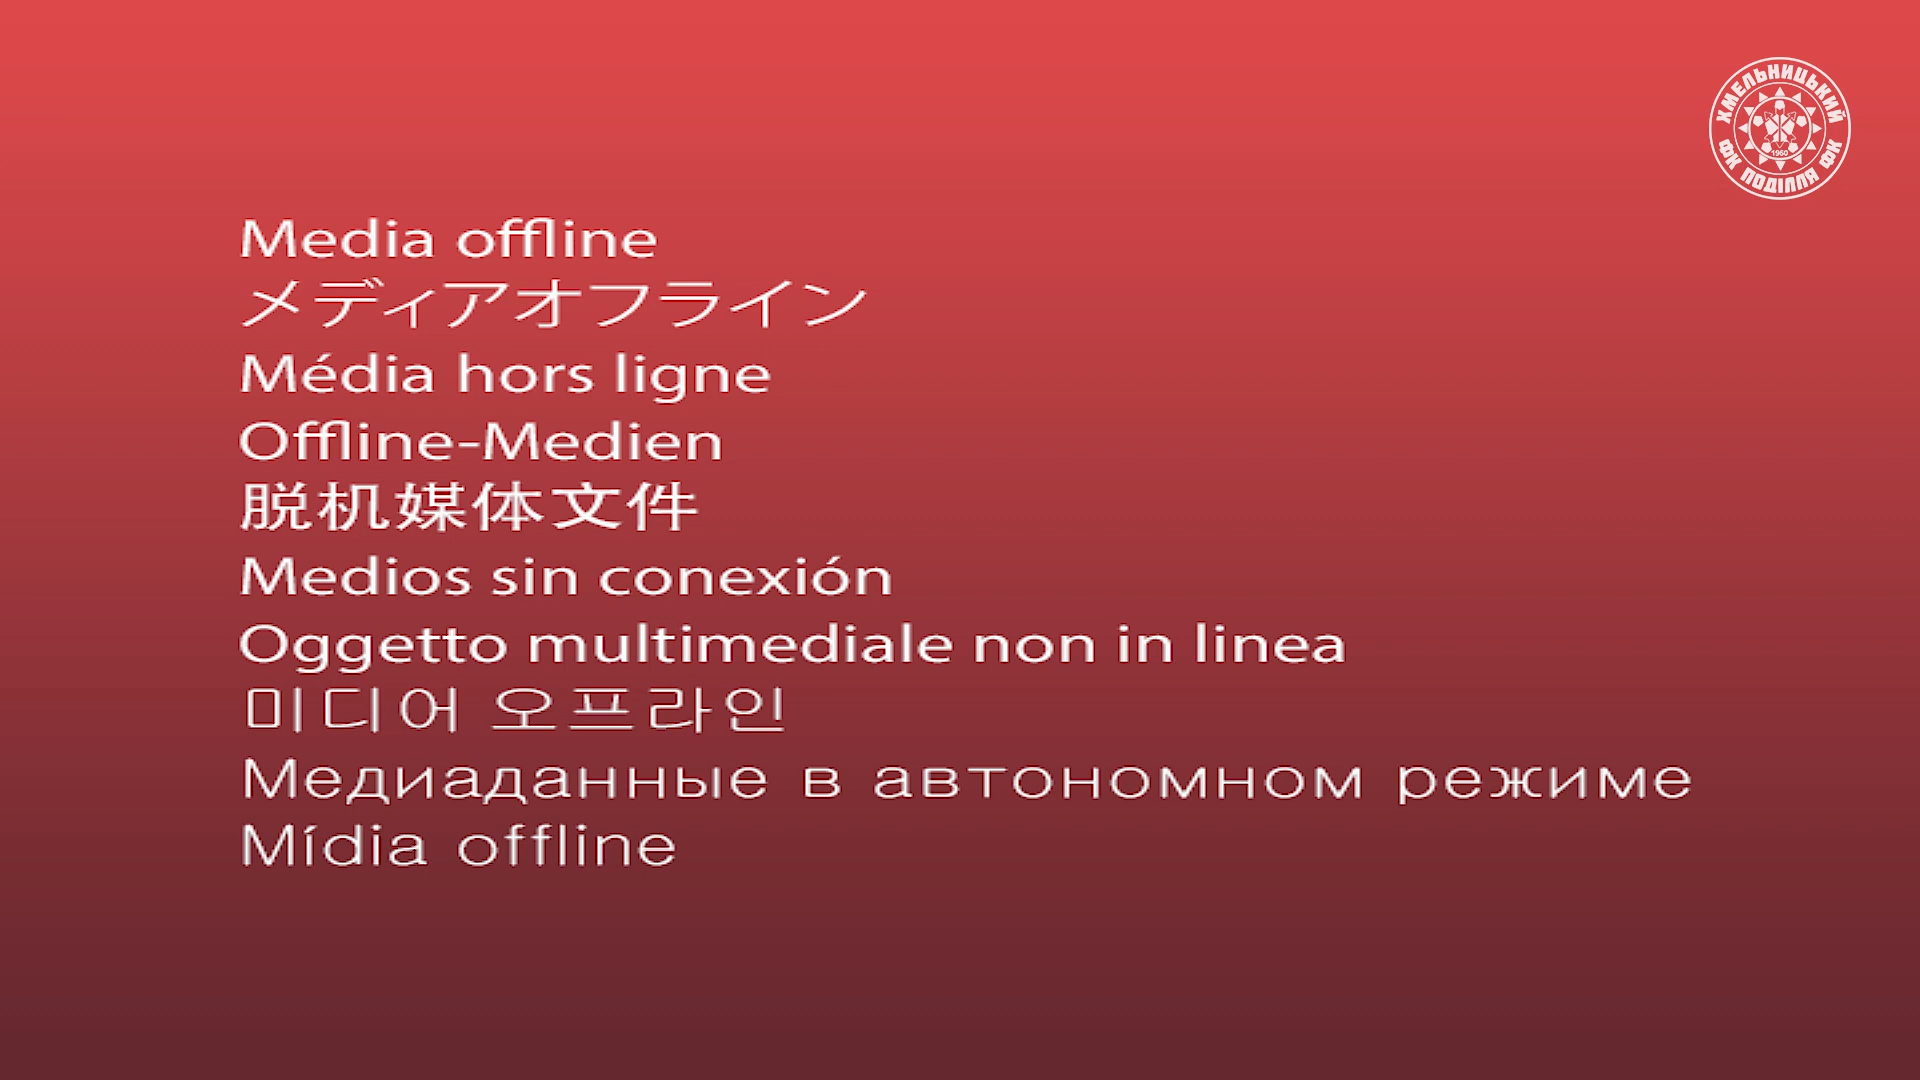 ХМЕЛЬНИЦЬКИЙ
1960
ФК ПОДІЛЛЯ ФК
Media offline
メディアオフライン
Média hors ligne
Offline-Medien
脱机媒体文件
Medios sin conexión
Oggetto multimediale non in linea
미디어 오프라인
Медиаданные в автономном режиме
Mídia offline